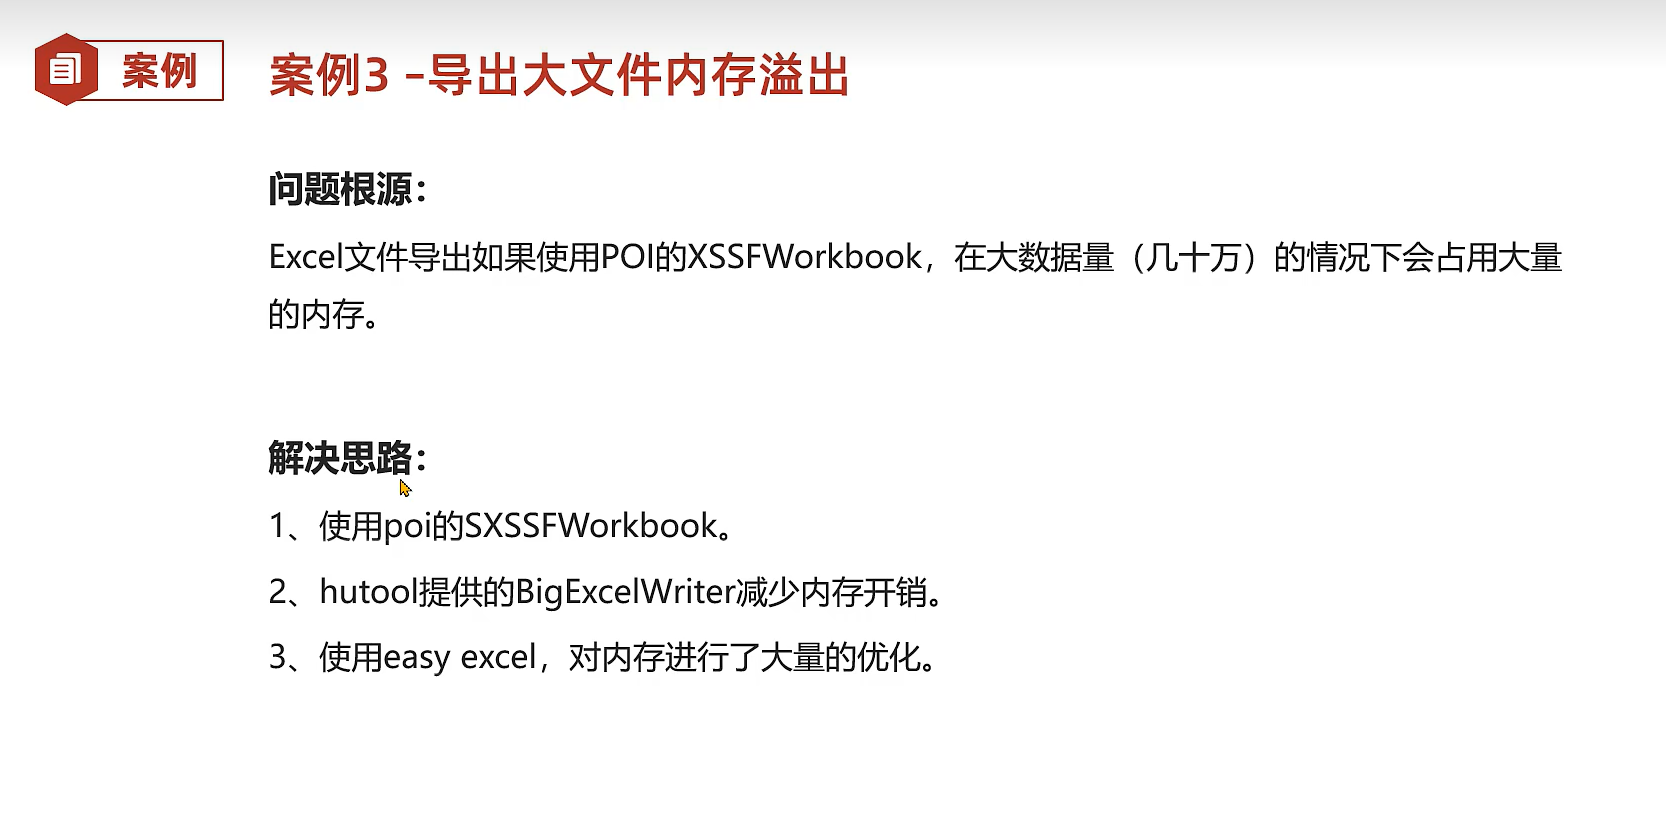 案例
案例3 -导出大文件内存溢出
问题根源：
Excel文件导出如果使用POI的XSSFWorkbook，在大数据量（几十万）的情况下会占用大量
的内存。
解决思路：
1、使用poi的SXSSFWorkbook。
2、hutool提供的BigExcelWriter减少内存开销。
3、使用easy excel，对内存进行了大量的优化。